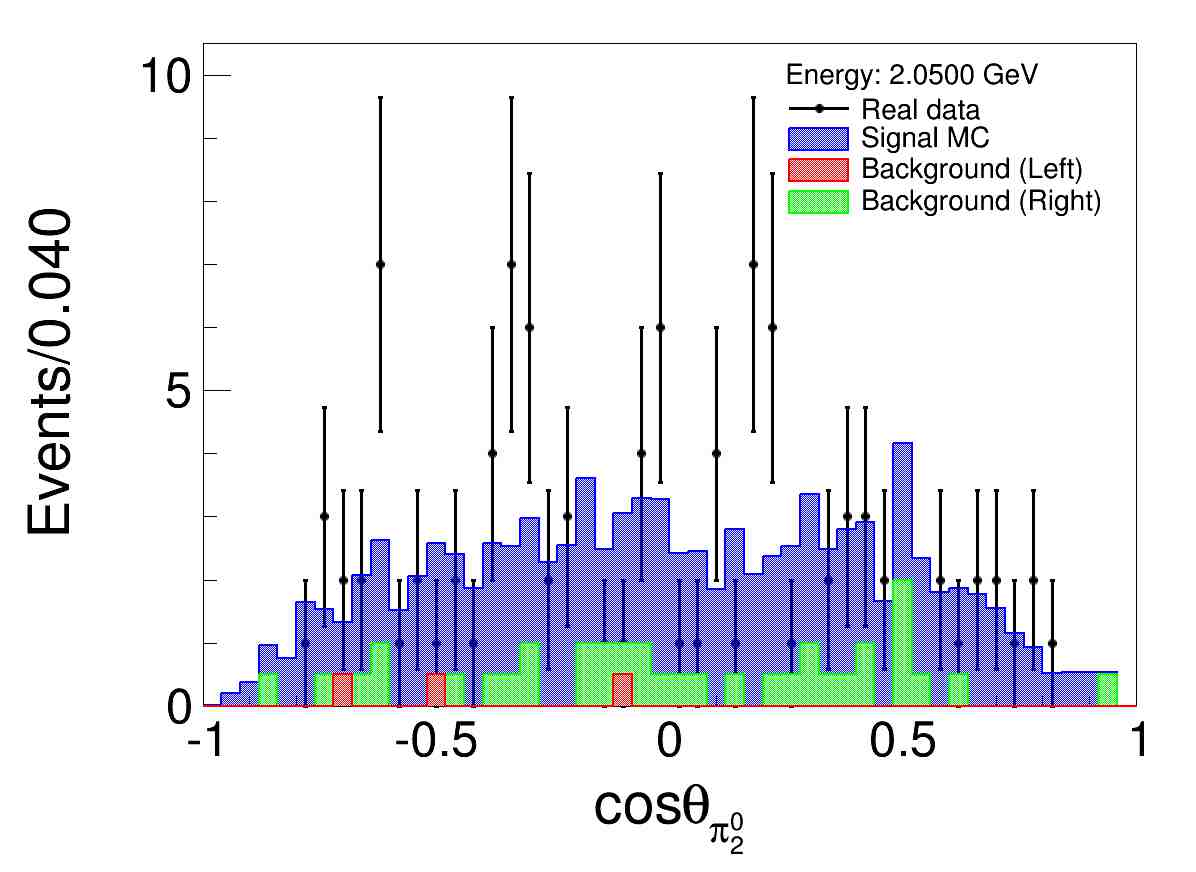 Events/0.040
10
5
0
Energy: 2.0500 GeV
Real data
Signal MC
Background (Left)
Background (Right)
-1 -0.5 0 0.5 1
cosθπ⁰₂